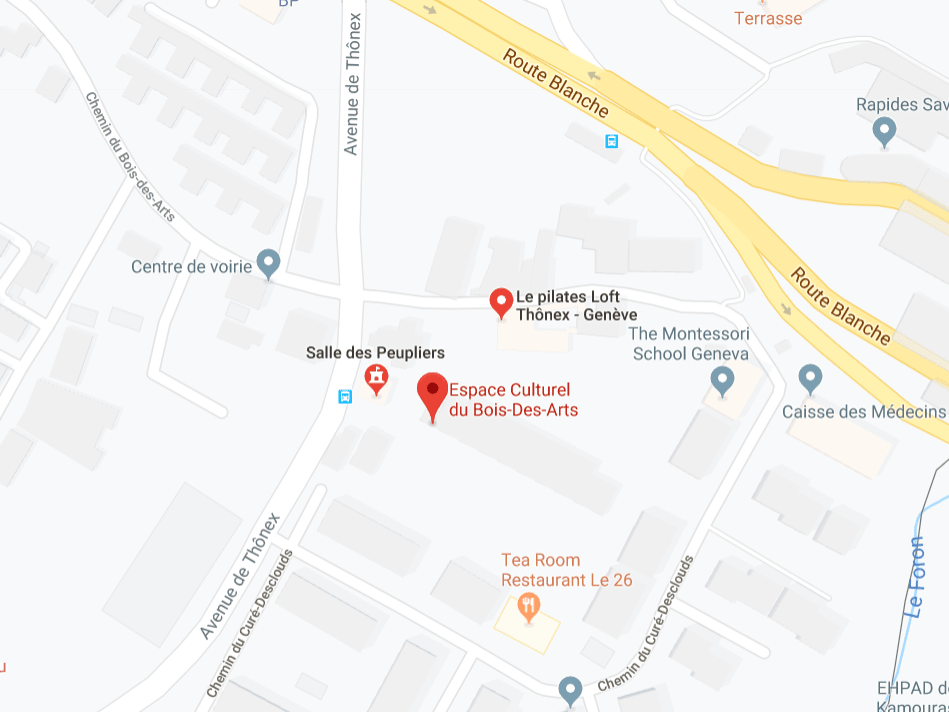 BF
Terrasse
Avenue de Thônex
Route Blanche
Rapides Sav
Chemin du Bois-des-Arts
Centre de voirie
Le pilates Loft
Thônex - Genève
Route Blanche
The Montessori
School Geneva
Salle des Peupliers
Espace Culturel
du Bois-Des-Arts
Caisse des Médecins
Avenue de Thônex
Chemin du Curé-Desclouds
Tea Room
Restaurant Le 26
Chemin du Curé-Desclouds
Le Foron
u
EHPAD d
Kamoura